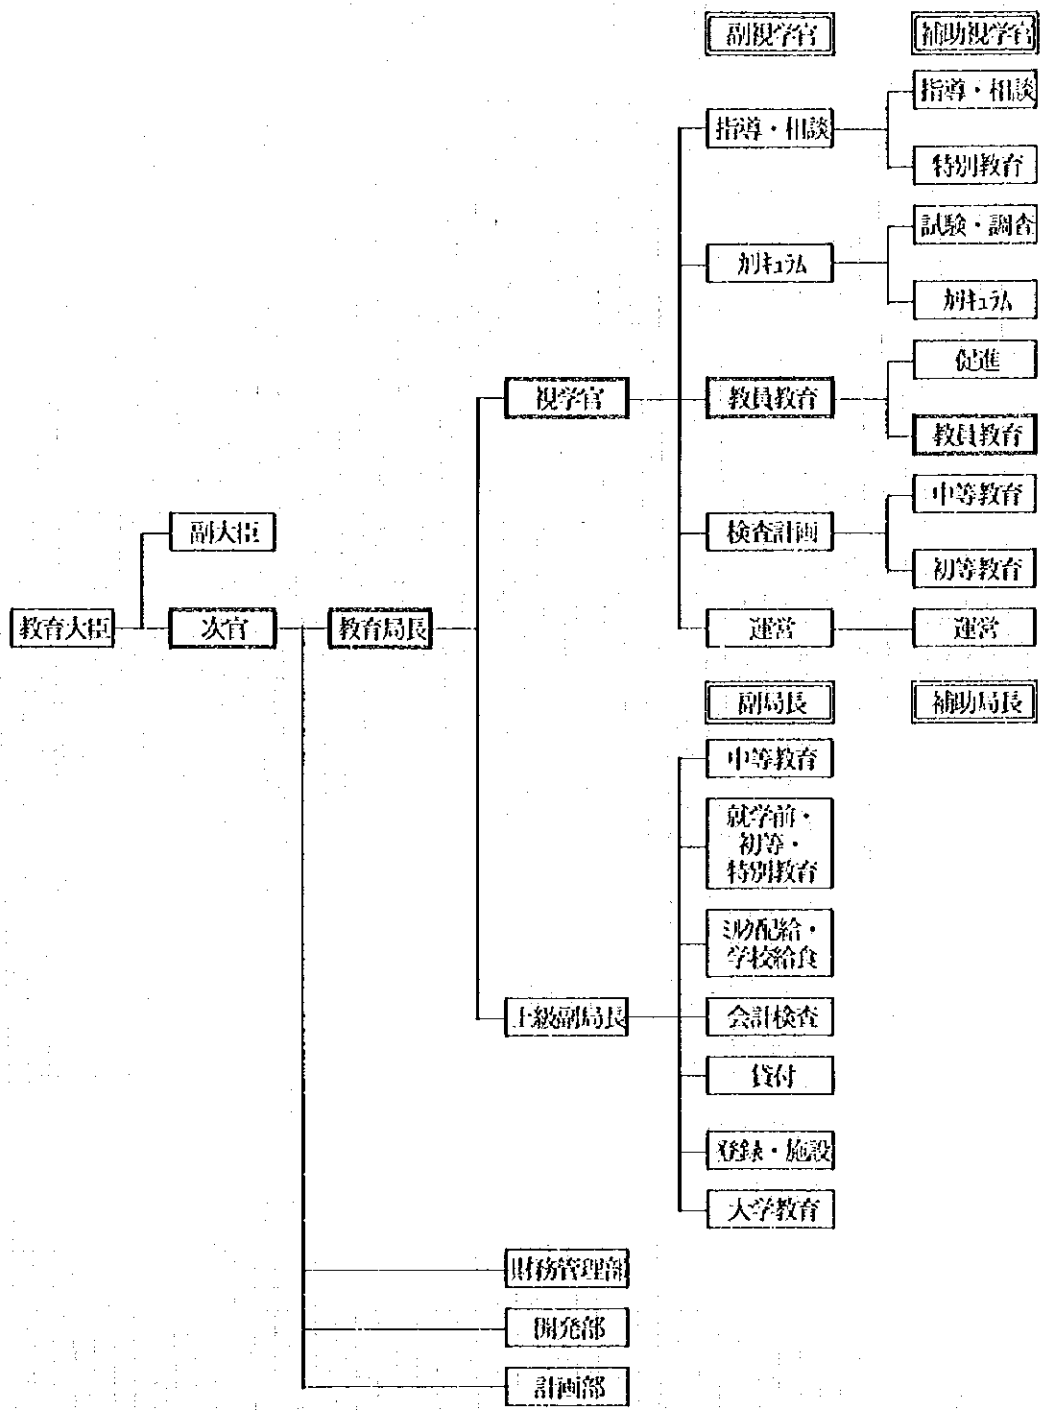 副視学官
補助視学官
指導・相談
指導・相談
特別教育
カリキュラム
試験・調査
カリキュラム
視学官
教員教育
促進
教員教育
検査計画
中等教育
初等教育
運営
運営
教育大臣
副大臣
次官
教育局長
副局長
補助局長
中等教育
就学前・
初等・
特別教育
ミルク配給・
学校給食
上級副局長
会計検査
貸付
登録・施設
大学教育
財務管理部
開発部
計画部